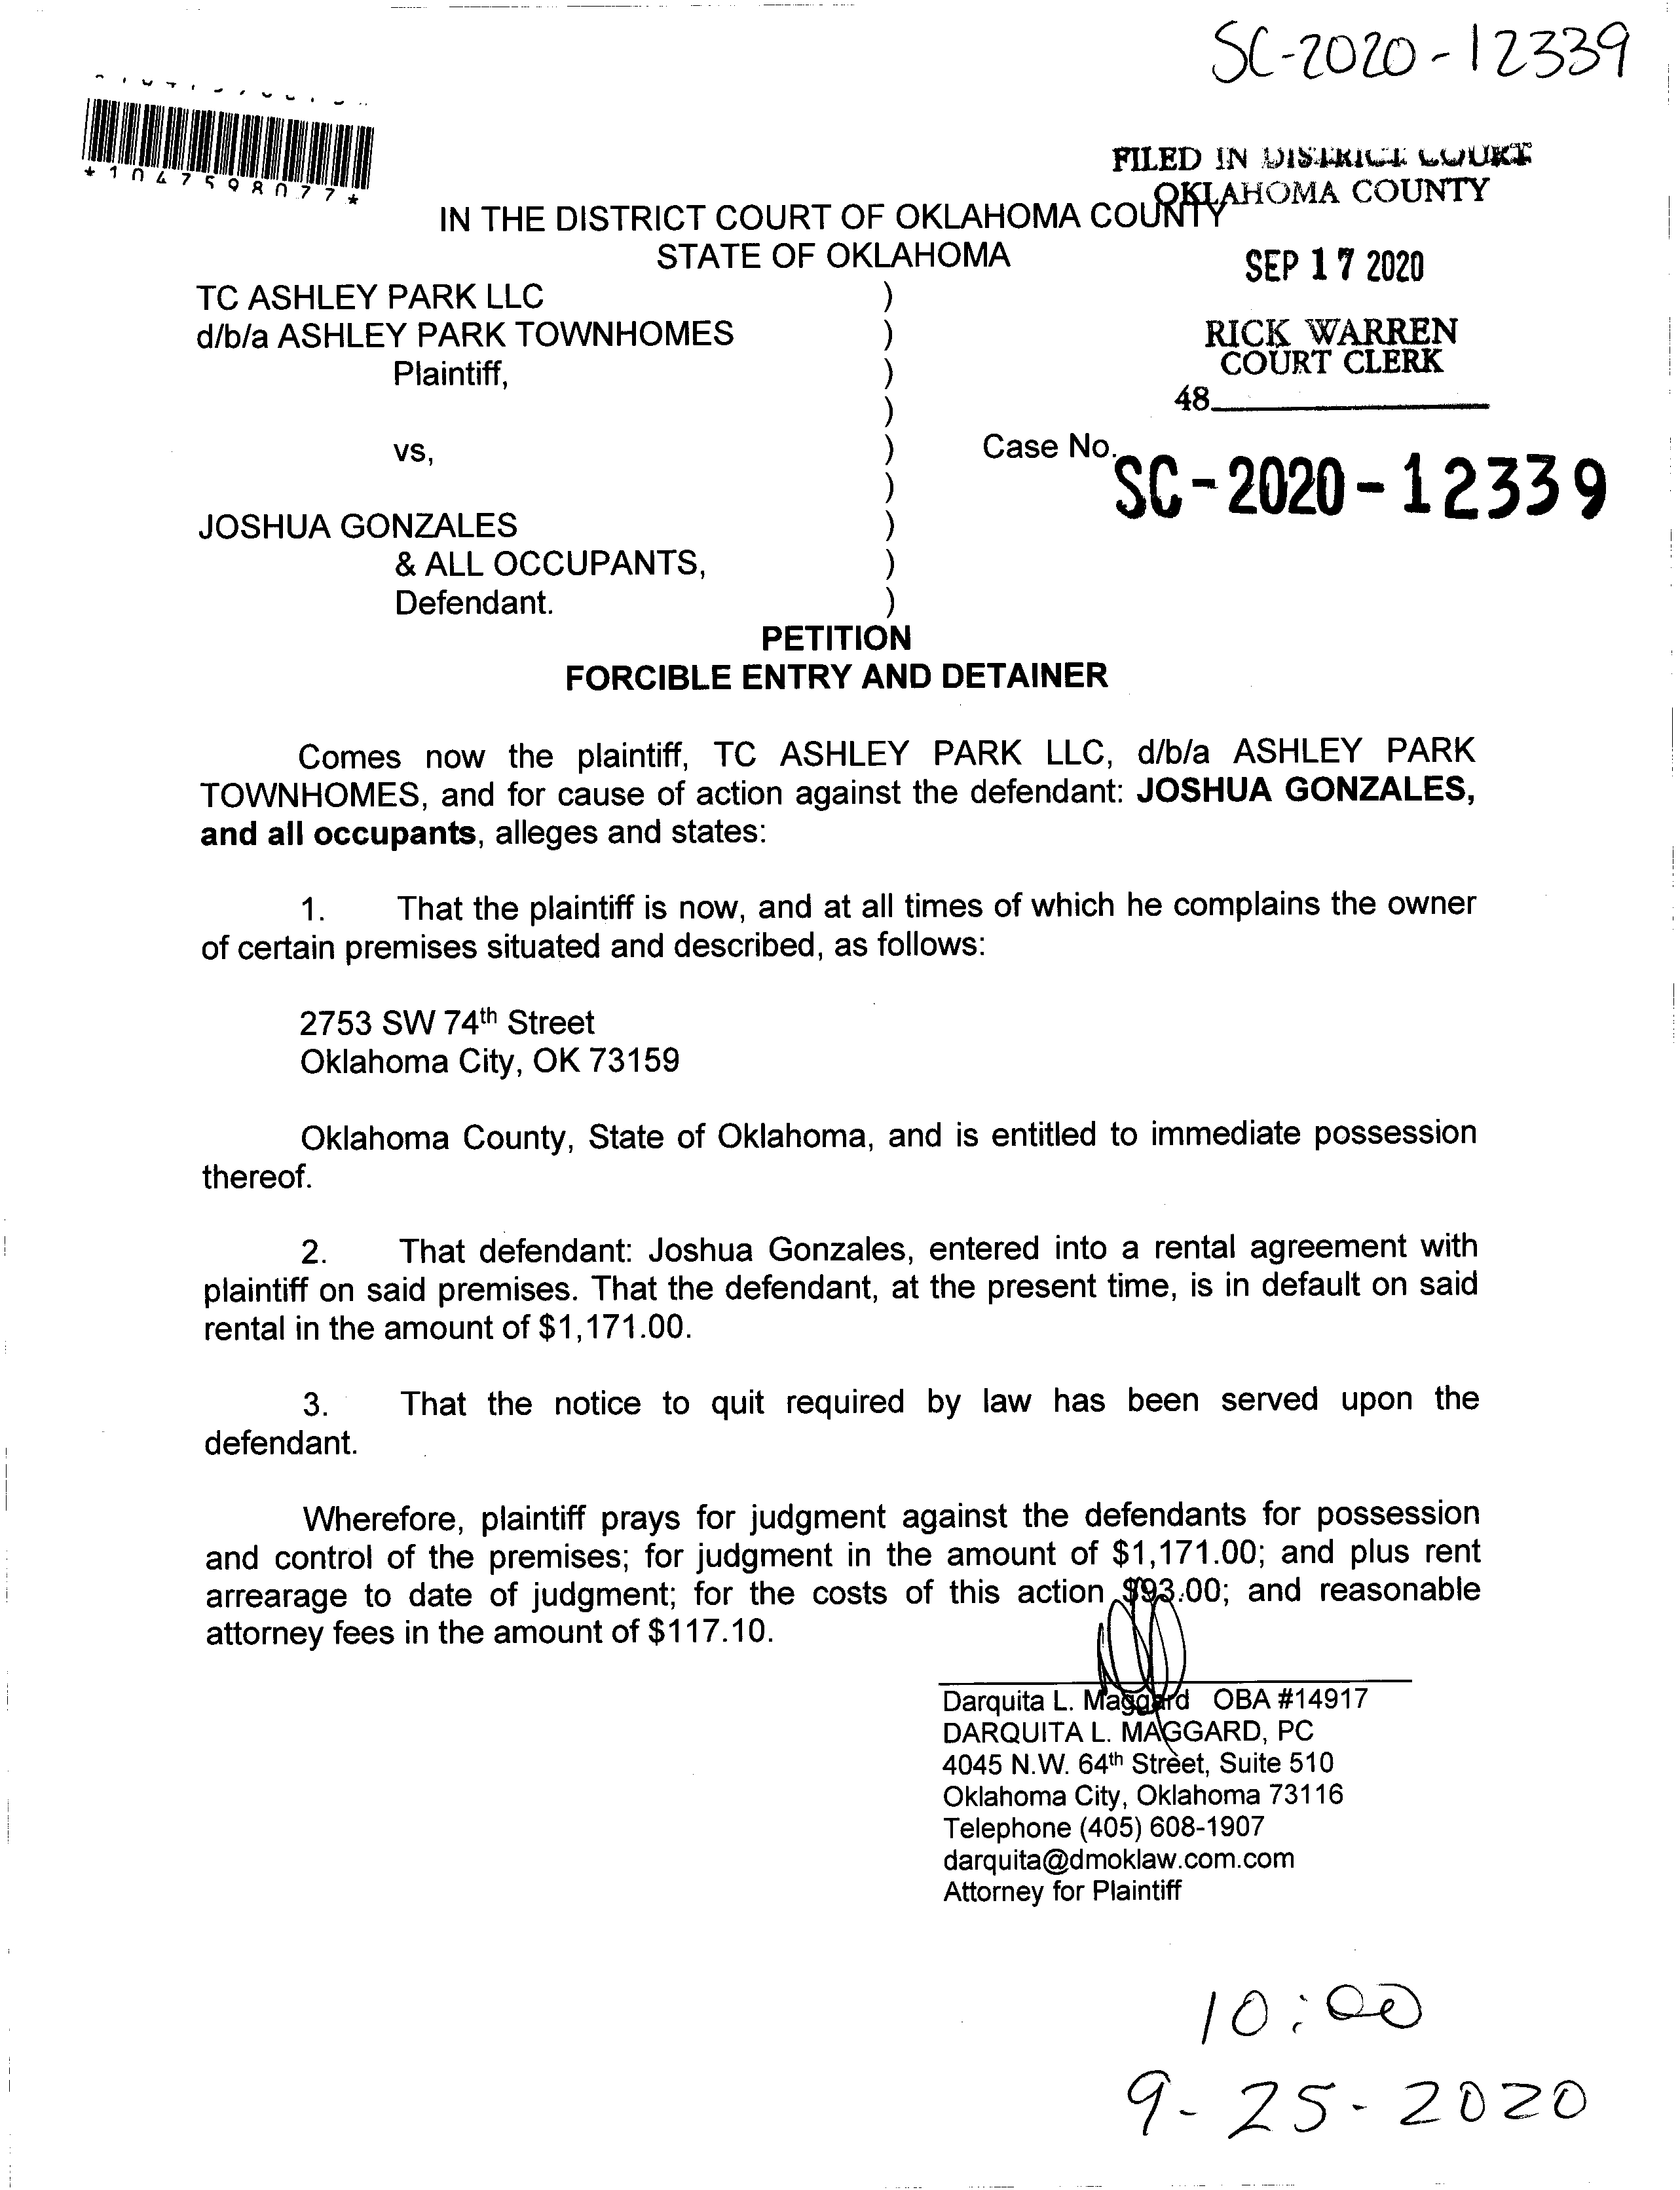 SC-2020-12339
*1047598077*
FILED IN DISTRICT COURT
OKLAHOMA COUNTY
IN THE DISTRICT COURT OF OKLAHOMA COUNTY
STATE OF OKLAHOMA
SEP 17 2020
TC ASHLEY PARK LLC )
d/b/a ASHLEY PARK TOWNHOMES )
RICK WARREN
COURT CLERK
Plaintiff, )
48
)
vs, ) Case No.
SC-2020-12339
)
JOSHUA GONZALES )
& ALL OCCUPANTS, )
Defendant. )
PETITION
FORCIBLE ENTRY AND DETAINER
Comes now the plaintiff, TC ASHLEY PARK LLC, d/b/a ASHLEY PARK
TOWNHOMES, and for cause of action against the defendant: JOSHUA GONZALES,
and all occupants, alleges and states:
1. That the plaintiff is now, and at all times of which he complains the owner
of certain premises situated and described, as follows:
2753 SW 74th Street
Oklahoma City, OK 73159
Oklahoma County, State of Oklahoma, and is entitled to immediate possession
thereof.
2. That defendant: Joshua Gonzales, entered into a rental agreement with
plaintiff on said premises. That the defendant, at the present time, is in default on said
rental in the amount of $1,171.00.
3. That the notice to quit required by law has been served upon the
defendant.
Wherefore, plaintiff prays for judgment against the defendants for possession
and control of the premises; for judgment in the amount of $1,171.00; and plus rent
arrearage to date of judgment; for the costs of this action $93.00; and reasonable
attorney fees in the amount of $117.10.
Darquita L. Maggard OBA #14917
DARQUITA L. MAGGARD, PC
4045 N.W. 64th Street, Suite 510
Oklahoma City, Oklahoma 73116
Telephone (405) 608-1907
darquita@dmoklaw.com.com
Attorney for Plaintiff
10:00
9-25-2020